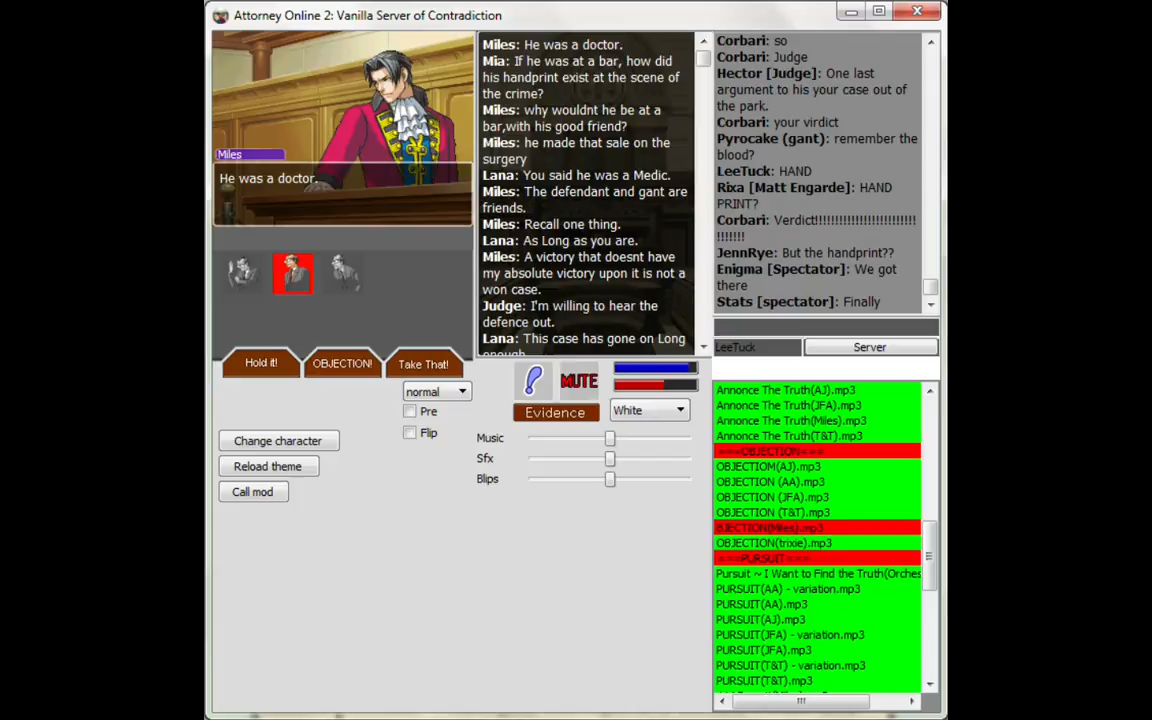 Attorney Online 2: Vanilla Server of Contradiction
Miles
He was a doctor.
Hold it!
OBJECTION!
Take That!
normal
Pre
Flip
Change character
Reload theme
Call mod
Miles: He was a doctor.
Mia: If he was at a bar, how did
his handprint exist at the scene of
the crime?
Miles: why wouldnt he be at a
bar,with his good friend?
Miles: he made that sale on the
surgery
Lana: You said he was a Medic.
Miles: The defendant and gant are
friends.
Miles: Recall one thing.
Lana: As Long as you are.
Miles: A victory that doesnt have
my absolute victory upon it is not a
won case.
Judge: I'm willing to hear the
defence out.
Lana: This case has gone on Long
enough.
MUTE
Evidence
White
Music
Sfx
Blips
Corbari: so
Corbari: Judge
Hector [Judge]: One last
argument to his your case out of
the park.
Corbari: your virdict
Pyrocake (gant): remember the
blood?
LeeTuck: HAND
Rixa [Matt Engarde]: HAND
PRINT?
Corbari: Verdict!!!!!!!!!!!!!!!!!!!!!!!!!
!!!!!!!
JennRye: But the handprint??
Enigma [Spectator]: We got
there
Stats [spectator]: Finally
LeeTuck
Server
Annonce The Truth(AJ).mp3
Annonce The Truth(JFA).mp3
Annonce The Truth(Miles).mp3
Annonce The Truth(T&T).mp3
===OBJECTION===
OBJECTIOM(AJ).mp3
OBJECTION (AA).mp3
OBJECTION (JFA).mp3
OBJECTION (T&T).mp3
BJECTION(Miles).mp3
OBJECTION(trixie).mp3
===PURSUIT===
Pursuit ~ I Want to Find the Truth(Orches
PURSUIT(AA) - variation.mp3
PURSUIT(AA).mp3
PURSUIT(AJ).mp3
PURSUIT(JFA) - variation.mp3
PURSUIT(JFA).mp3
PURSUIT(T&T) - variation.mp3
PURSUIT(T&T).mp3